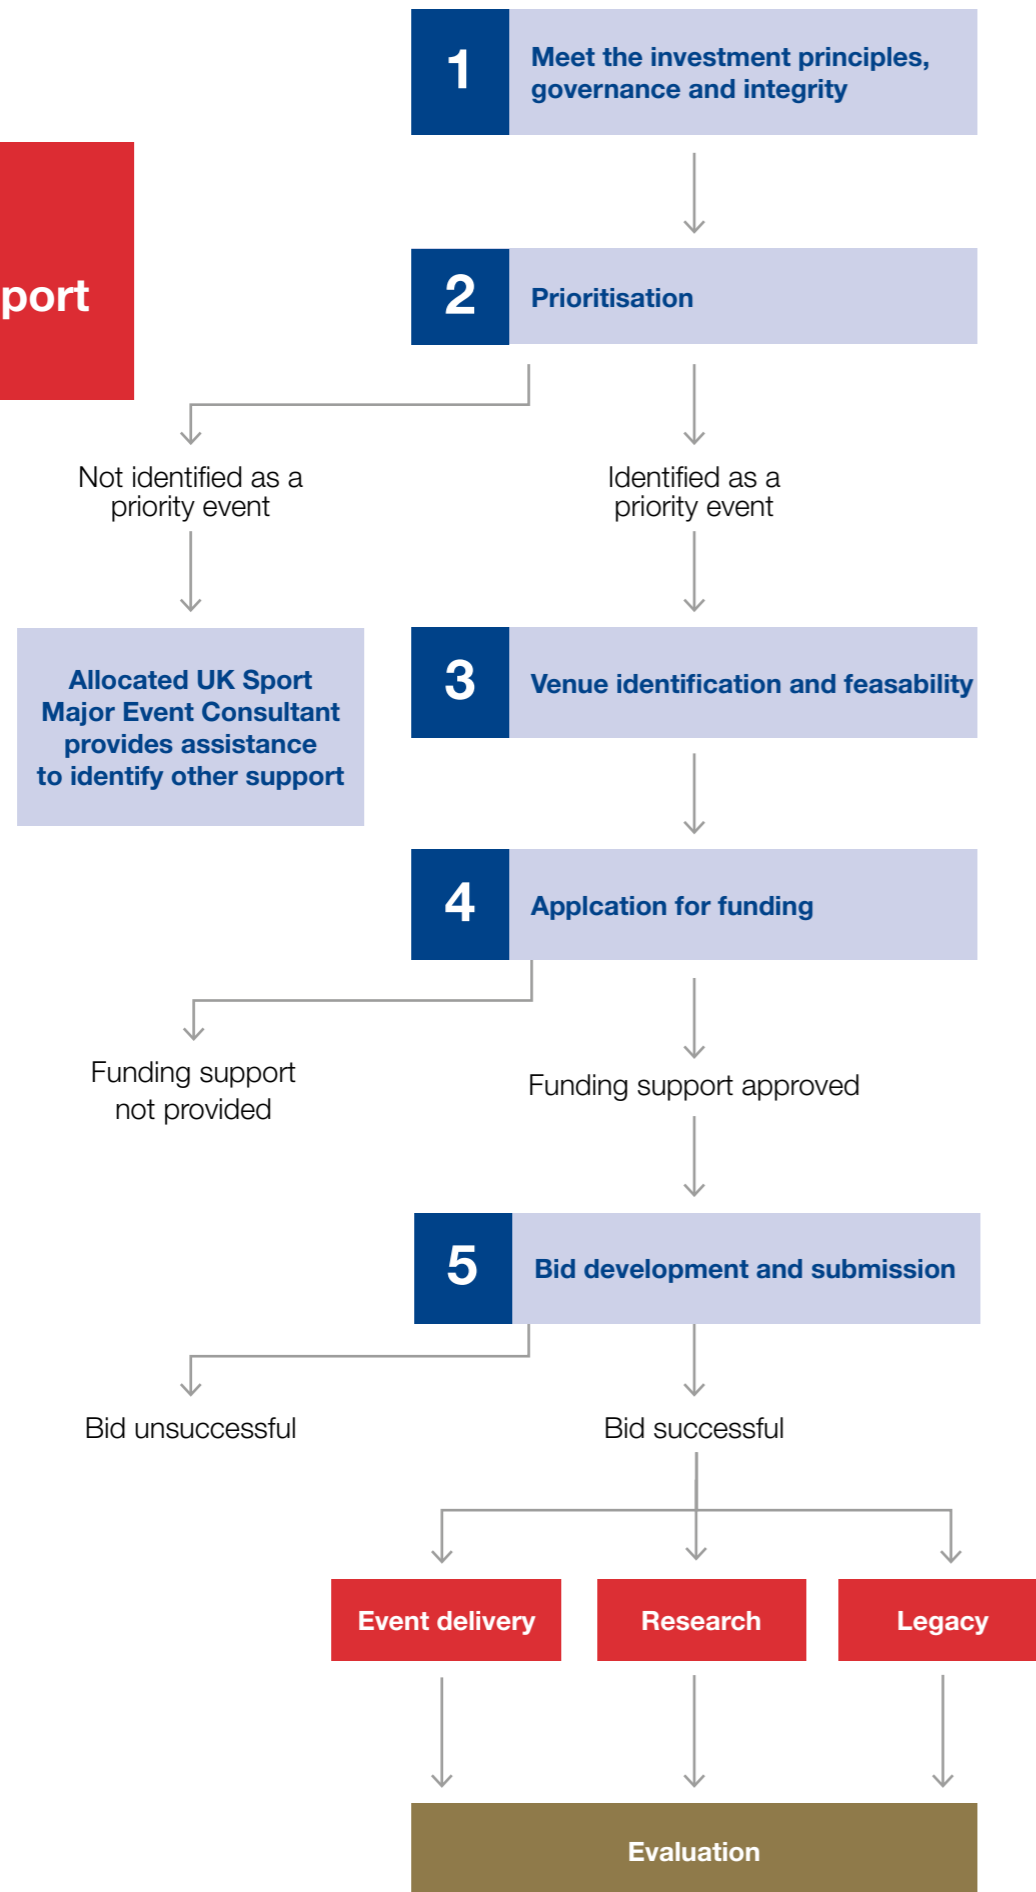 1
Meet the investment principles,
governance and integrity
port
2
Prioritisation
Not identified as a
priority event
Identified as a
priority event
Allocated UK Sport
Major Event Consultant
provides assistance
to identify other support
3
Venue identification and feasability
4
Applcation for funding
Funding support
not provided
Funding support approved
5
Bid development and submission
Bid unsuccessful
Bid successful
Event delivery
Research
Legacy
Evaluation